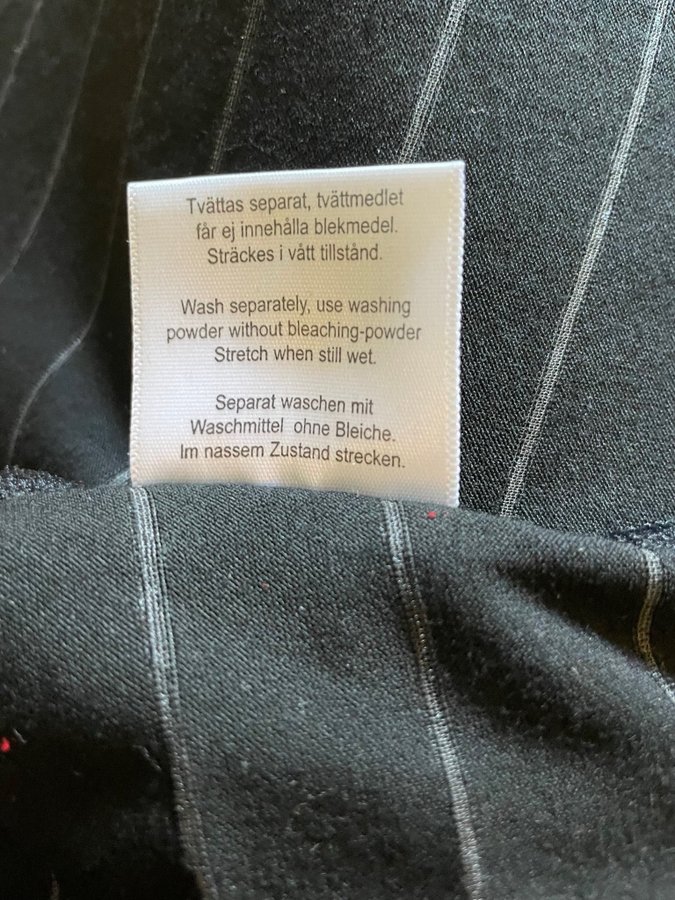 Tvättas separat, tvättmedlet
får ej innehålla blekmedel.
Sträckes i vått tillstånd.
Wash separately, use washing
powder without bleaching-powder
Stretch when still wet.
Separat waschen mit
Waschmittel ohne Bleiche.
Im nassem Zustand strecken.